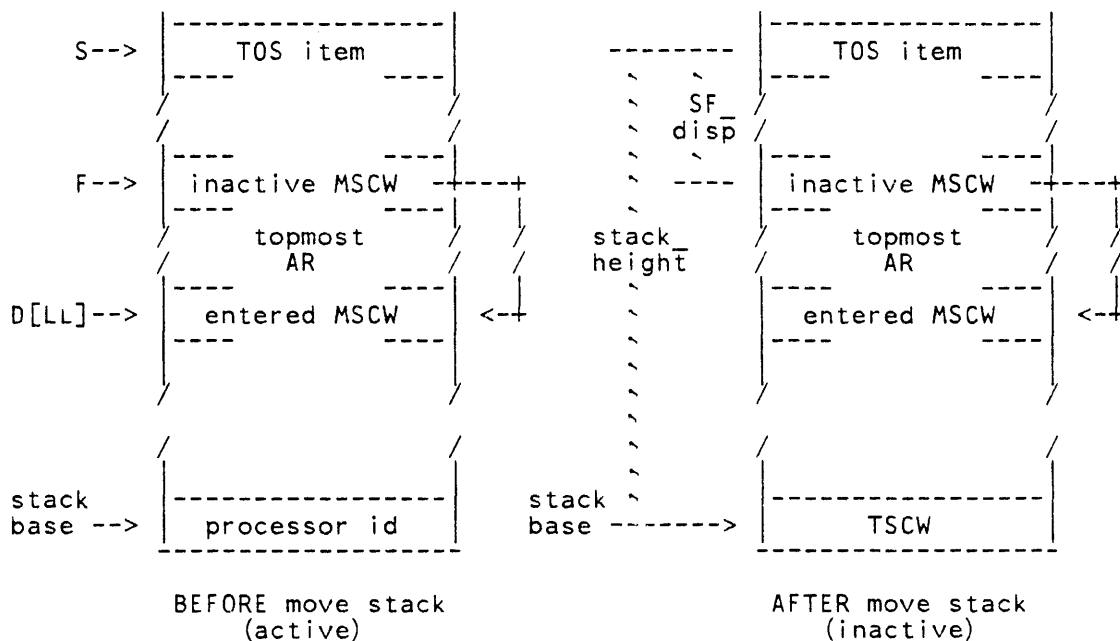 S--> TOS item TOS item
SF_
disp
F--> inactive MSCW inactive MSCW
topmost stack_ topmost
AR height AR
D[LL]--> entered MSCW entered MSCW
stack stack
base --> processor id base -------> TSCW
BEFORE move stack AFTER move stack
(active) (inactive)